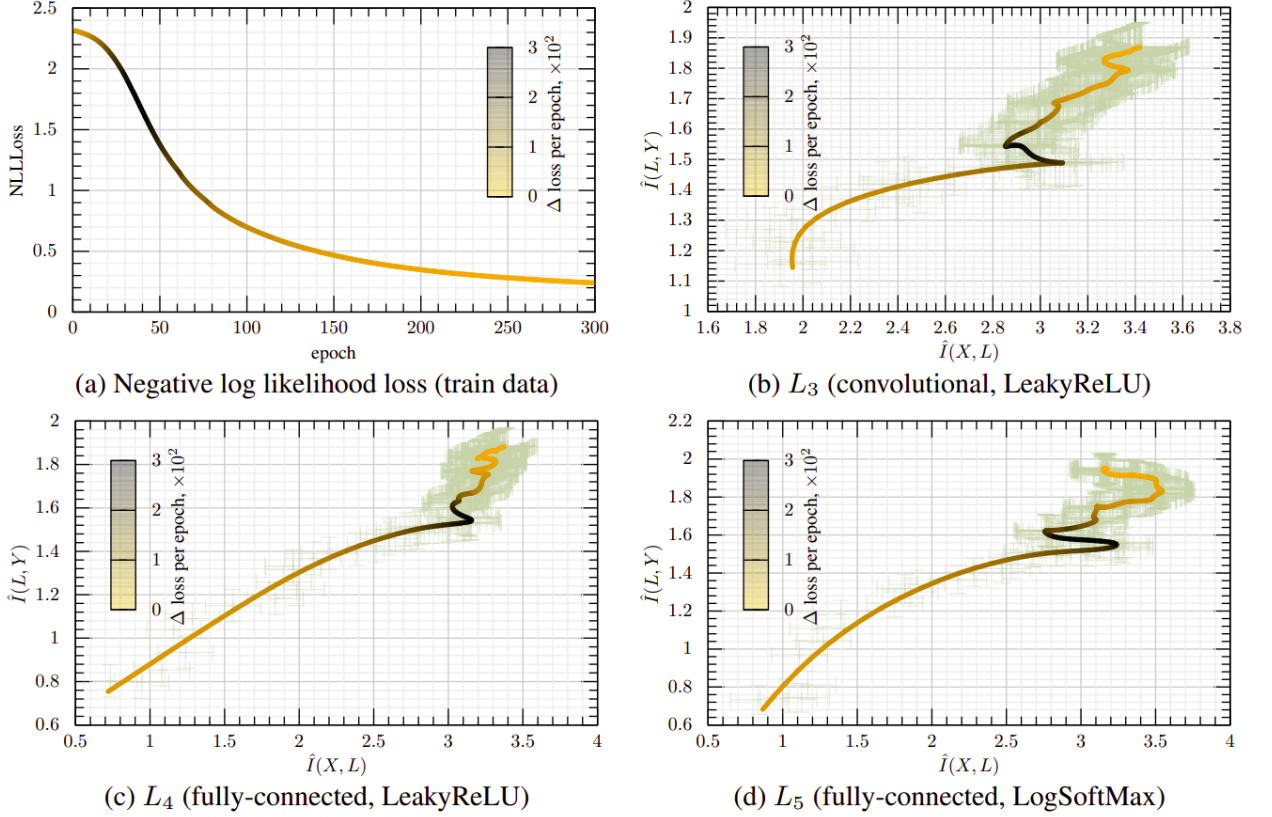 2.5
2
1.5
1
0.5
0
NLLLoss
0 50 100 150 200 250 300
epoch
3
2
1
0
Δ loss per epoch, ×10²
(a) Negative log likelihood loss (train data)
2
1.9
1.8
1.7
1.6
1.5
1.4
1.3
1.2
1.1
1
Î(L, Y)
1.6 1.8 2 2.2 2.4 2.6 2.8 3 3.2 3.4 3.6 3.8
Î(X, L)
3
2
1
0
Δ loss per epoch, ×10²
(b) L₃ (convolutional, LeakyReLU)
2
1.8
1.6
1.4
1.2
1
0.8
0.6
Î(L, Y)
0.5 1 1.5 2 2.5 3 3.5 4
Î(X, L)
3
2
1
0
Δ loss per epoch, ×10²
(c) L₄ (fully-connected, LeakyReLU)
2.2
2
1.8
1.6
1.4
1.2
1
0.8
0.6
Î(L, Y)
0.5 1 1.5 2 2.5 3 3.5 4
Î(X, L)
3
2
1
0
Δ loss per epoch, ×10²
(d) L₅ (fully-connected, LogSoftMax)